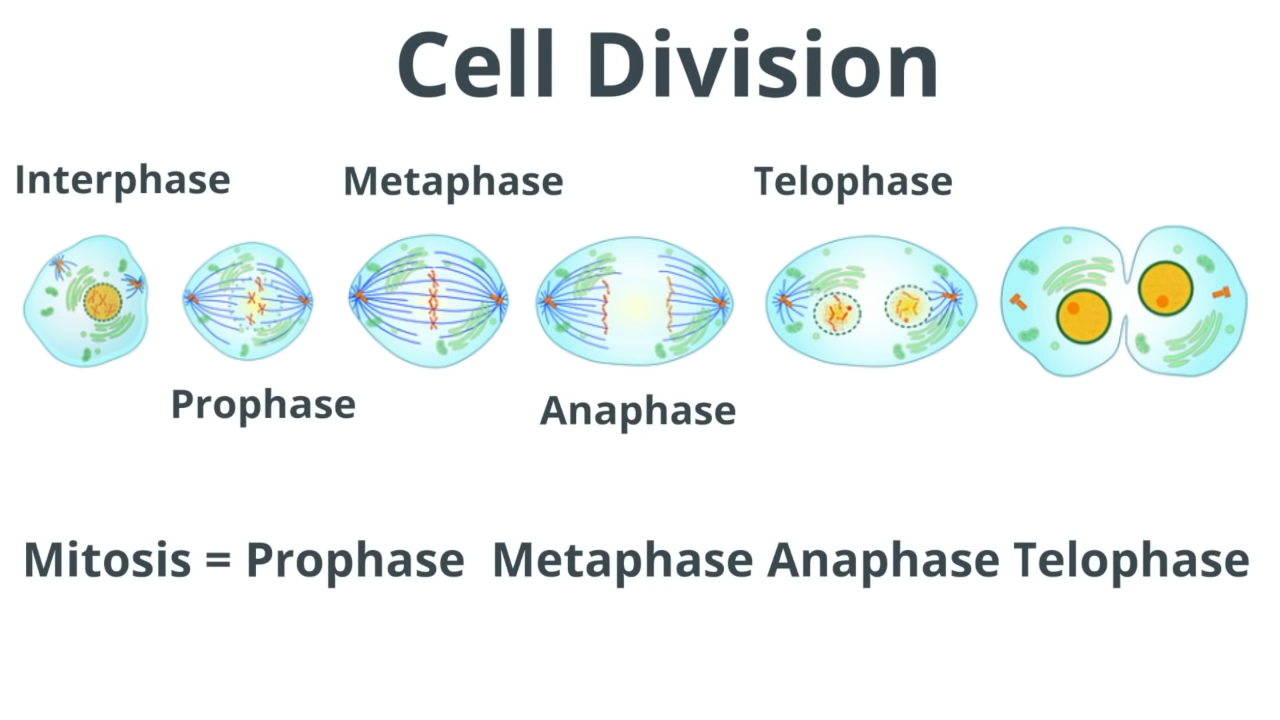 Cell Division
Interphase
Metaphase
Telophase
Prophase
Anaphase
Mitosis = Prophase Metaphase Anaphase Telophase